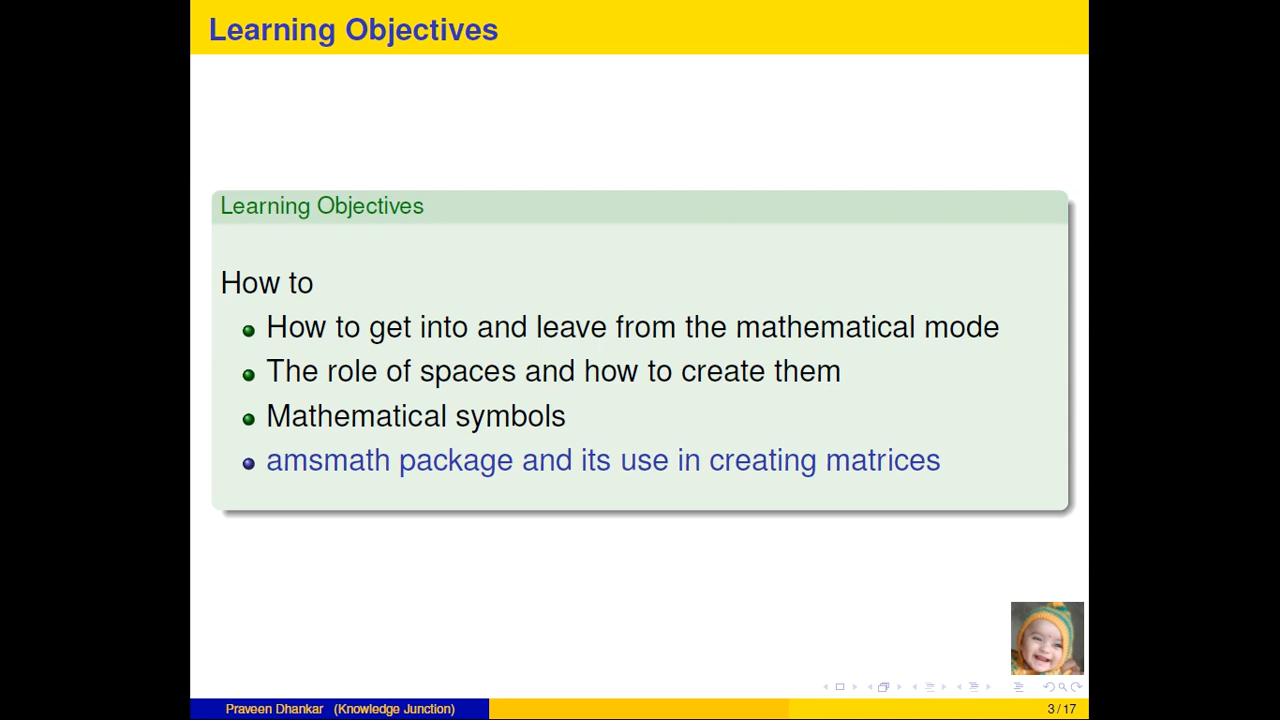 Learning Objectives
Learning Objectives
How to
How to get into and leave from the mathematical mode
The role of spaces and how to create them
Mathematical symbols
amsmath package and its use in creating matrices
Praveen Dhankar (Knowledge Junction)
3 / 17